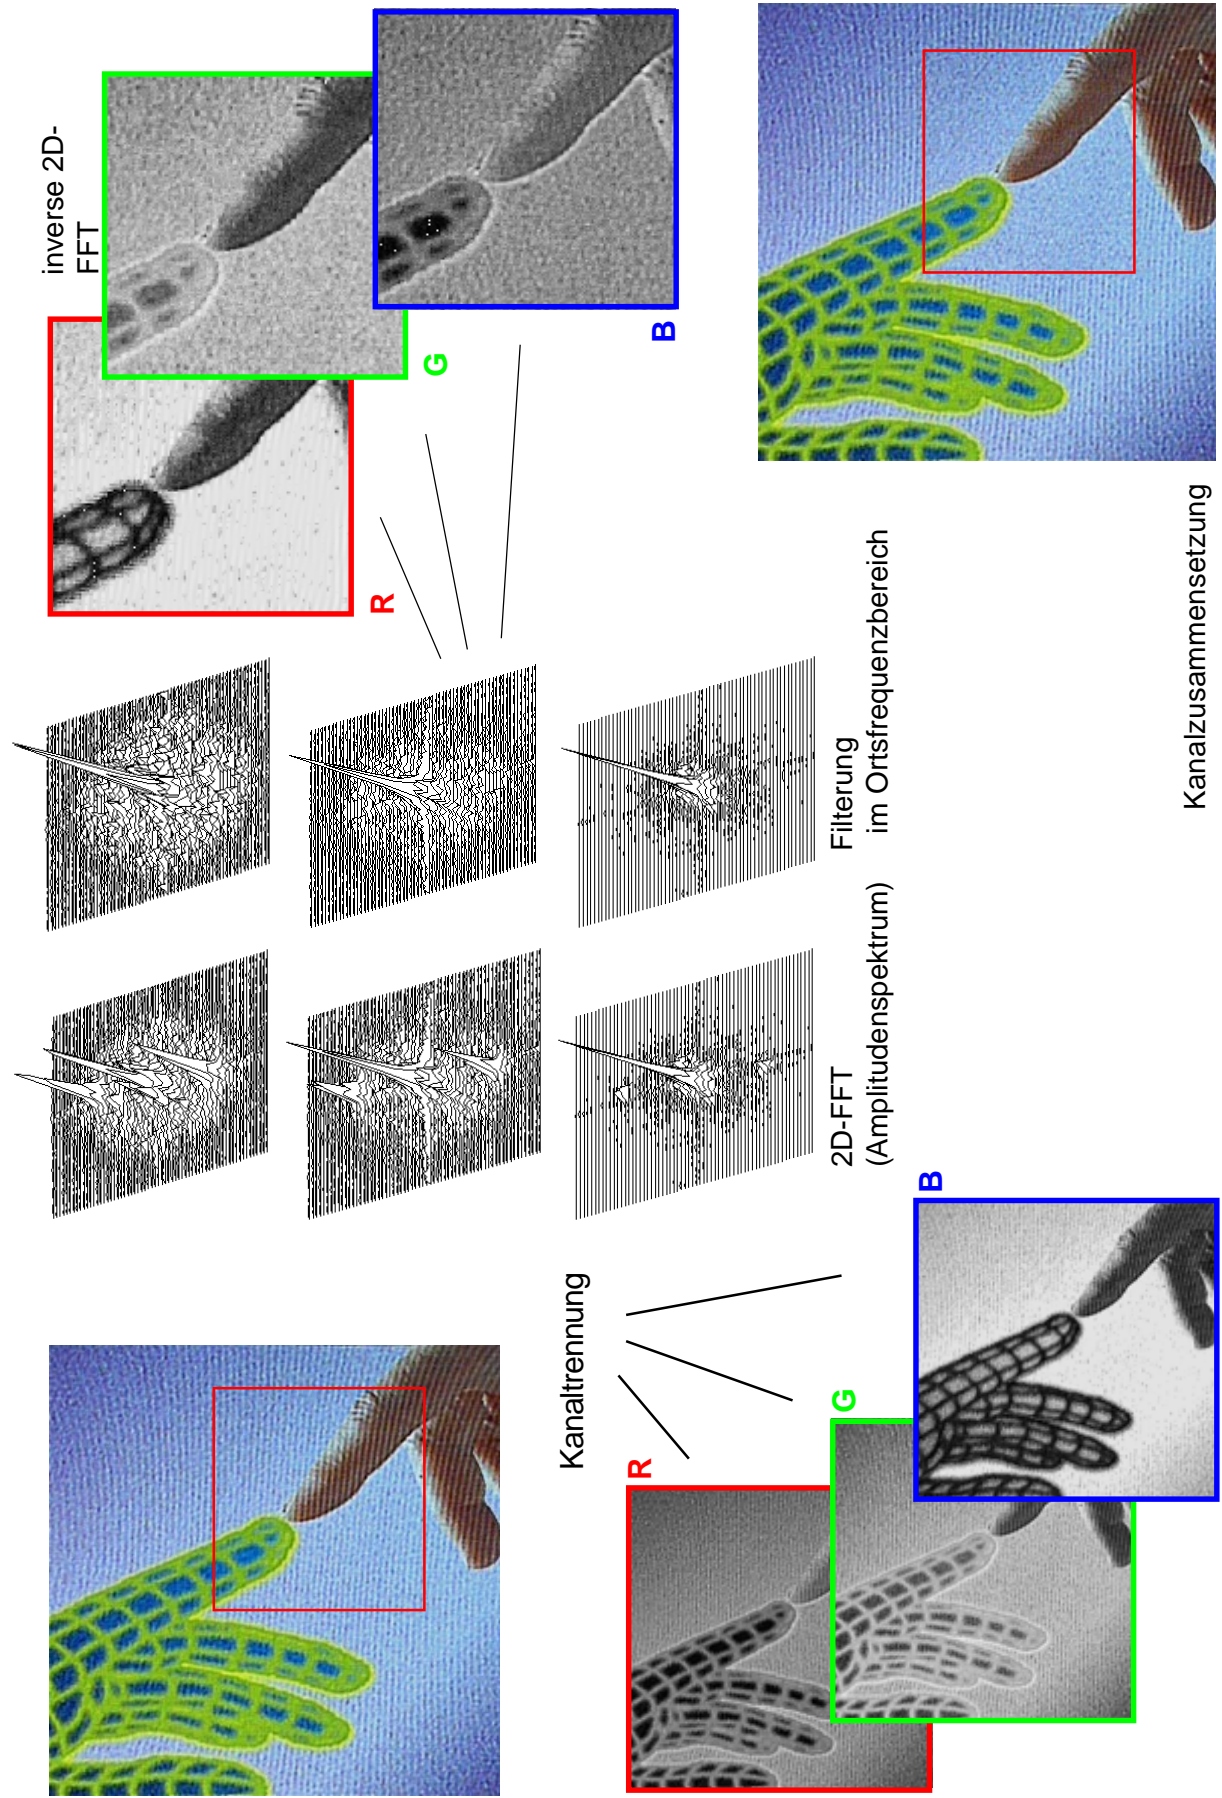 Kanaltrennung
R
G
B
2D-FFT
(Amplitudenspektrum)
Filterung
im Ortsfrequenzbereich
inverse 2D-
FFT
R
G
B
Kanalzusammensetzung